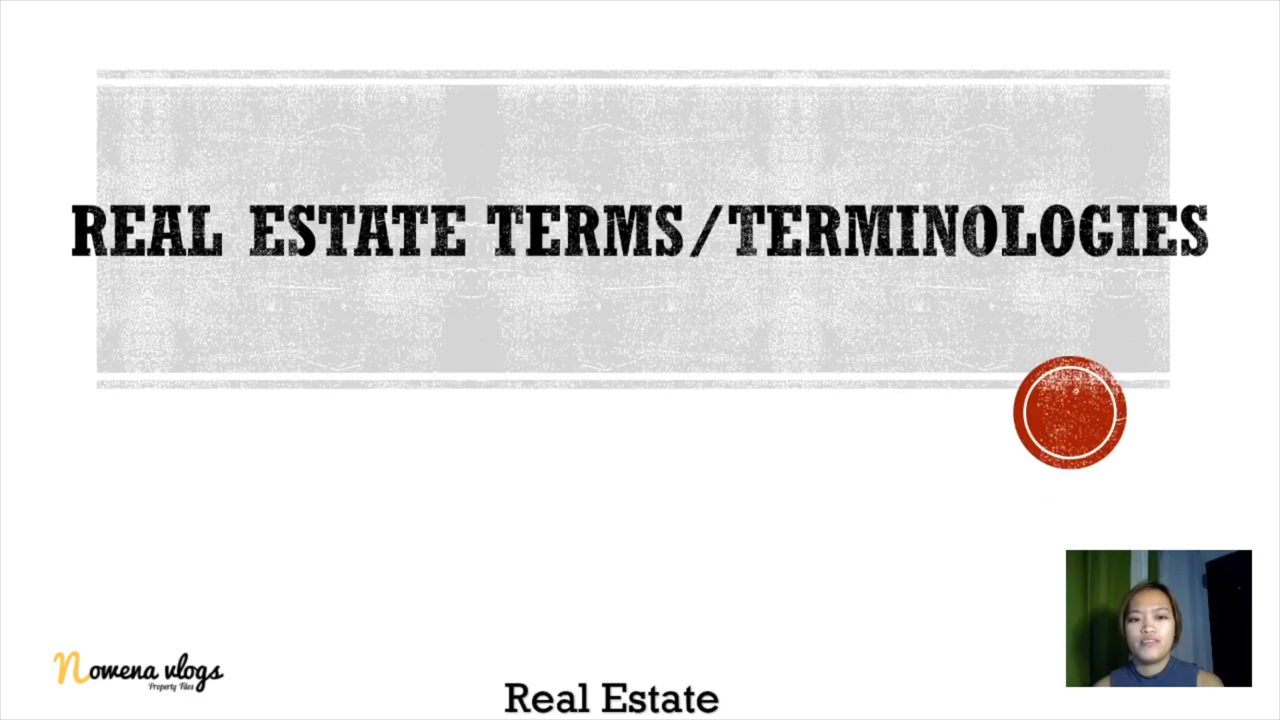 REAL ESTATE TERMS/TERMINOLOGIES
nowena vlogs
Property Files
Real Estate